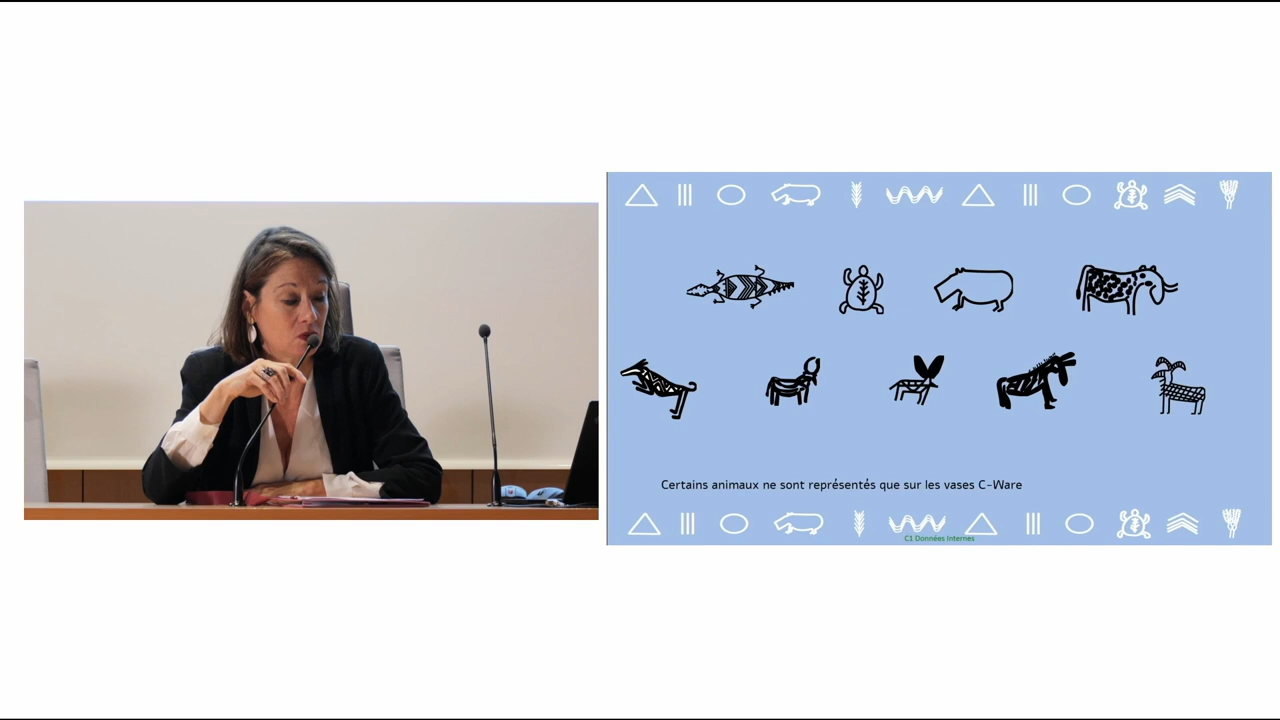 Certains animaux ne sont représentés que sur les vases C-Ware
C1 Données Internes